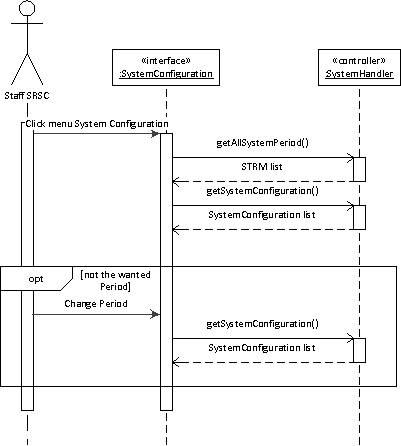 «interface»
:SystemConfiguration
«controller»
:SystemHandler
Staff SRSC
Click menu System Configuration
getAllSystemPeriod()
STRM list
getSystemConfiguration()
SystemConfiguration list
opt
[not the wanted
Period]
Change Period
getSystemConfiguration()
SystemConfiguration list